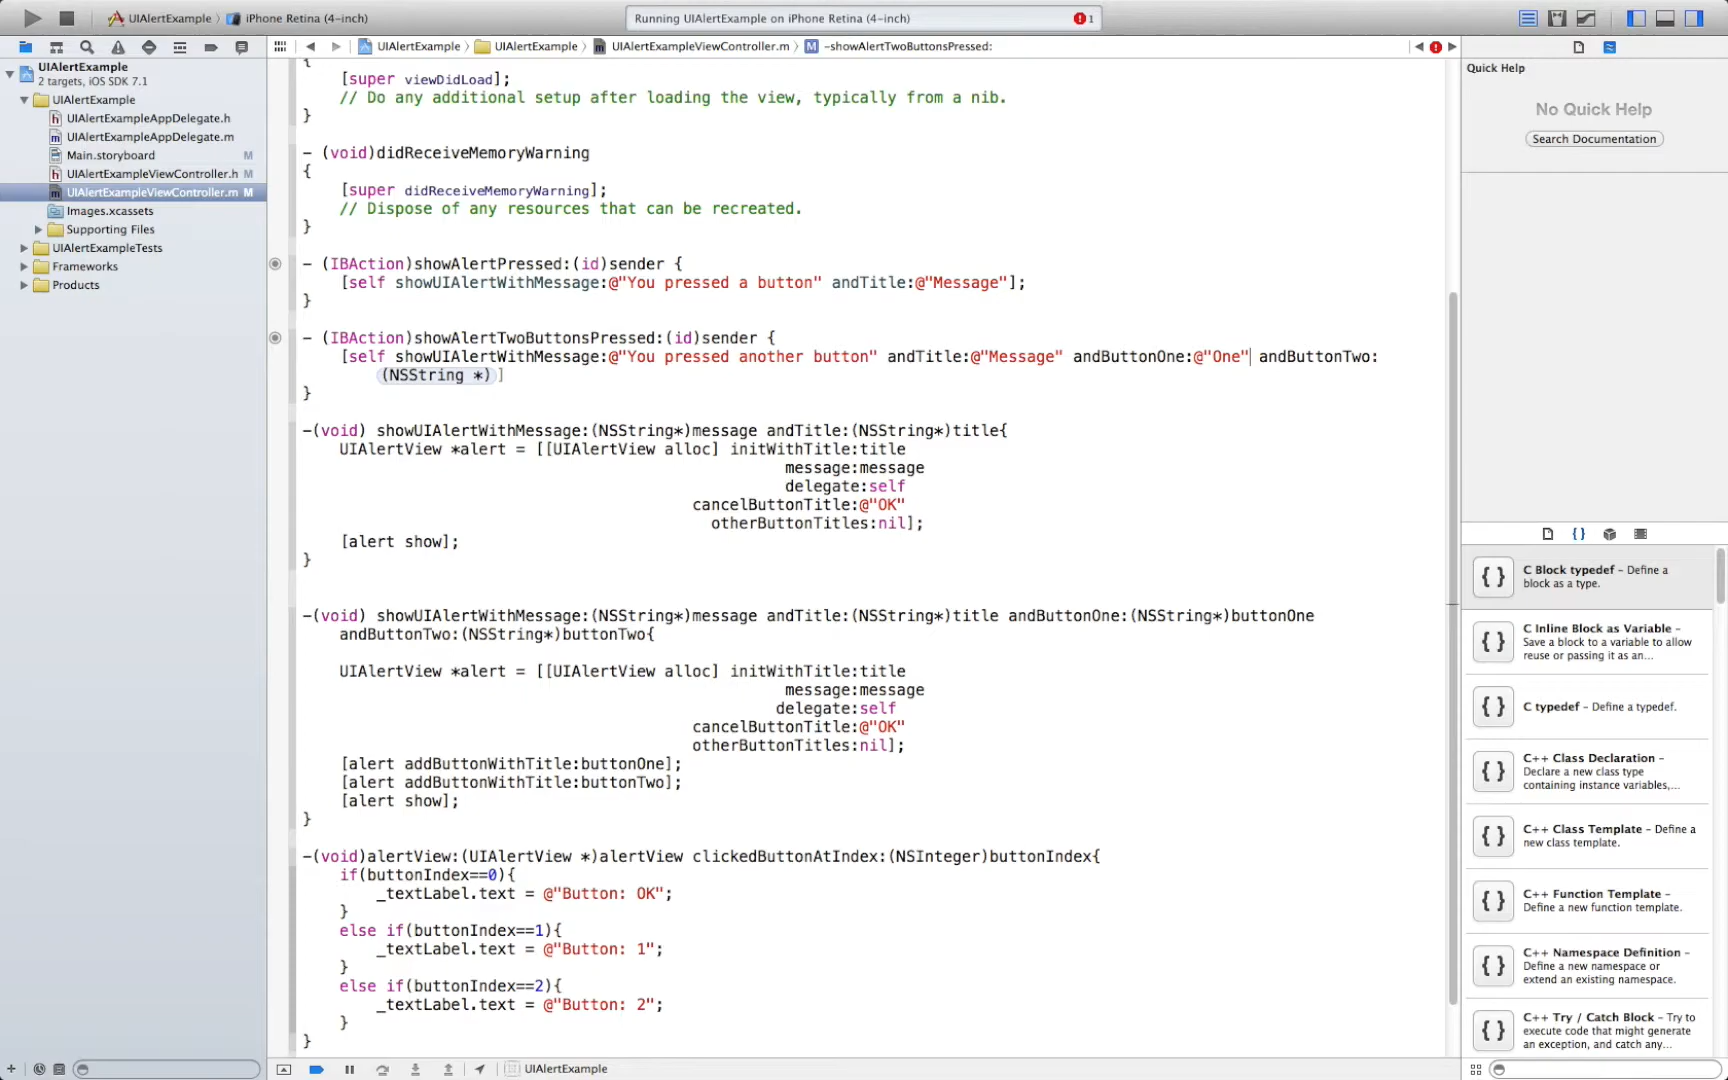 UIAlertExample
iPhone Retina (4-inch)
Running UIAlertExample on iPhone Retina (4-inch)
1
UIAlertExample
UIAlertExample
UIAlertExampleViewController.m
M
-showAlertTwoButtonsPressed:
UIAlertExample
2 targets, iOS SDK 7.1
UIAlertExample
h UIAlertExampleAppDelegate.h
m UIAlertExampleAppDelegate.m
Main.storyboard M
h UIAlertExampleViewController.h M
m UIAlertExampleViewController.m M
Images.xcassets
Supporting Files
UIAlertExampleTests
Frameworks
Products
{
[super viewDidLoad];
// Do any additional setup after loading the view, typically from a nib.
}
- (void)didReceiveMemoryWarning
{
[super didReceiveMemoryWarning];
// Dispose of any resources that can be recreated.
}
- (IBAction)showAlertPressed:(id)sender {
[self showUIAlertWithMessage:@"You pressed a button" andTitle:@"Message"];
}
- (IBAction)showAlertTwoButtonsPressed:(id)sender {
[self showUIAlertWithMessage:@"You pressed another button" andTitle:@"Message" andButtonOne:@"One" andButtonTwo:
(NSString *) ]
}
-(void) showUIAlertWithMessage:(NSString*)message andTitle:(NSString*)title{
UIAlertView *alert = [[UIAlertView alloc] initWithTitle:title
message:message
delegate:self
cancelButtonTitle:@"OK"
otherButtonTitles:nil];
[alert show];
}
-(void) showUIAlertWithMessage:(NSString*)message andTitle:(NSString*)title andButtonOne:(NSString*)buttonOne
andButtonTwo:(NSString*)buttonTwo{
UIAlertView *alert = [[UIAlertView alloc] initWithTitle:title
message:message
delegate:self
cancelButtonTitle:@"OK"
otherButtonTitles:nil];
[alert addButtonWithTitle:buttonOne];
[alert addButtonWithTitle:buttonTwo];
[alert show];
}
-(void)alertView:(UIAlertView *)alertView clickedButtonAtIndex:(NSInteger)buttonIndex{
if(buttonIndex==0){
_textLabel.text = @"Button: OK";
}
else if(buttonIndex==1){
_textLabel.text = @"Button: 1";
}
else if(buttonIndex==2){
_textLabel.text = @"Button: 2";
}
}
UIAlertExample
Quick Help
No Quick Help
Search Documentation
{ }
{ } C Block typedef – Define a
block as a type.
{ } C Inline Block as Variable –
Save a block to a variable to allow
reuse or passing it as an...
{ } C typedef – Define a typedef.
{ } C++ Class Declaration –
Declare a new class type
containing instance variables,...
{ } C++ Class Template – Define a
new class template.
{ } C++ Function Template –
Define a new function template.
{ } C++ Namespace Definition –
Define a new namespace or
extend an existing namespace.
{ } C++ Try / Catch Block – Try to
execute code that might generate
an exception, and catch any...